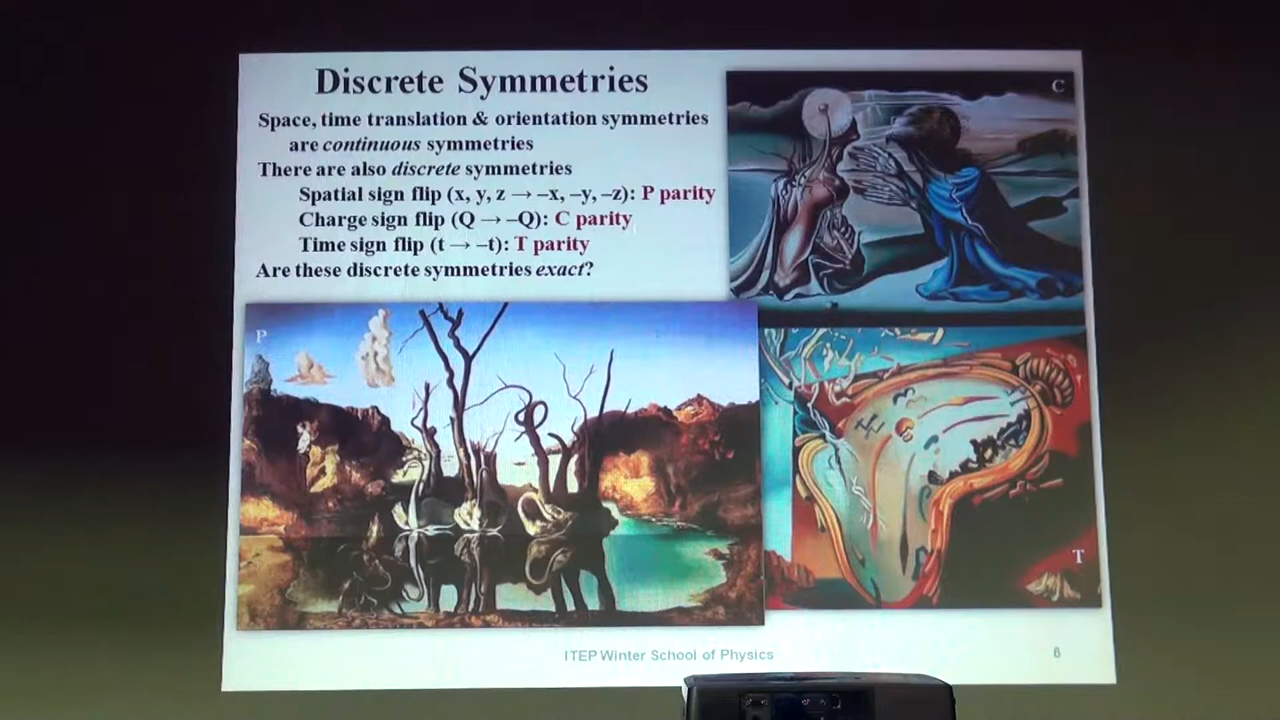 Discrete Symmetries
Space, time translation & orientation symmetries
are continuous symmetries
There are also discrete symmetries
Spatial sign flip (x, y, z → –x, –y, –z): P parity
Charge sign flip (Q → –Q): C parity
Time sign flip (t → –t): T parity
Are these discrete symmetries exact?
C
P
T
ITEP Winter School of Physics
6